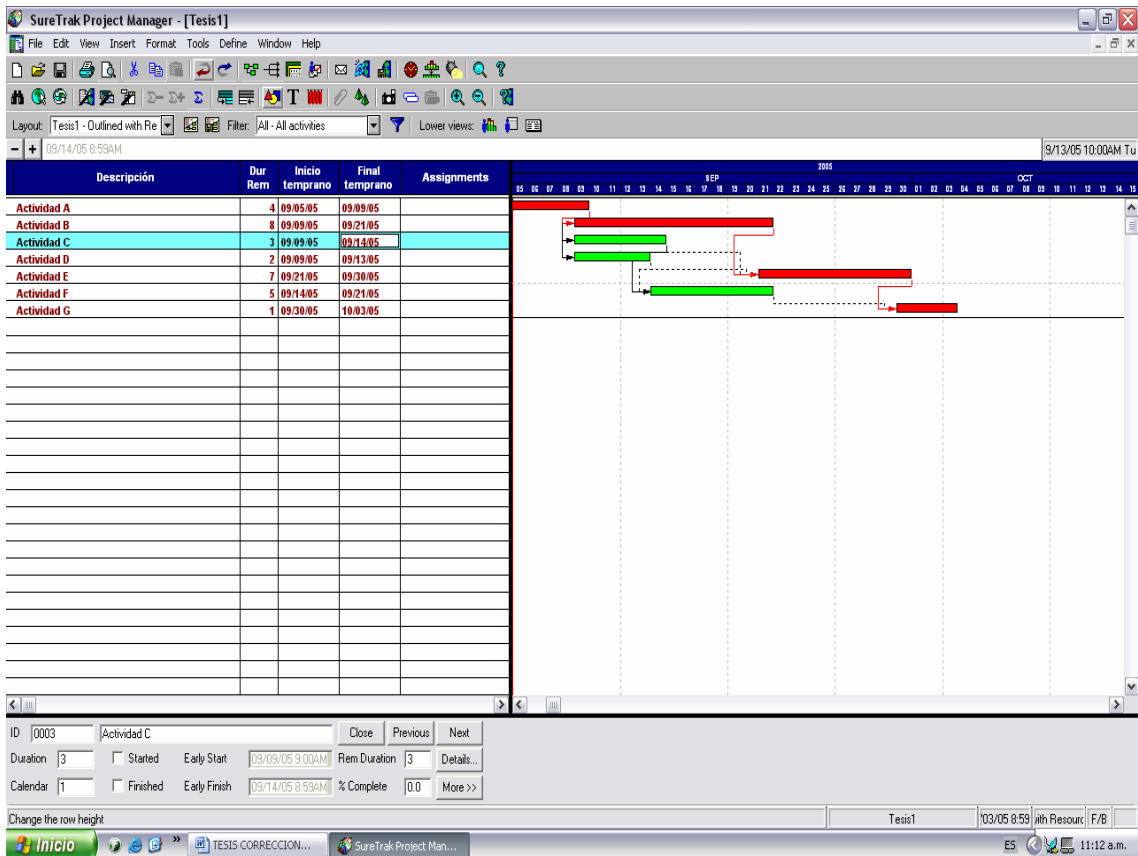 SureTrak Project Manager - [Tesis1]
File Edit View Insert Format Tools Define Window Help
Layout: Tesis1 - Outlined with Re Filter: All - All activities Lower views:
- + 09/14/05 8:59AM 9/13/05 10:00AM Tu
Descripción Dur Rem Inicio temprano Final temprano Assignments
2005
SEP OCT
05 06 07 08 09 10 11 12 13 14 15 16 17 18 19 20 21 22 23 24 25 26 27 28 29 30 01 02 03 04 05 06 07 08 09 10 11 12 13 14 15
Actividad A 4 09/05/05 09/09/05
Actividad B 8 09/09/05 09/21/05
Actividad C 3 09/09/05 09/14/05
Actividad D 2 09/09/05 09/13/05
Actividad E 7 09/21/05 09/30/05
Actividad F 5 09/14/05 09/21/05
Actividad G 1 09/30/05 10/03/05
ID 0003 Actividad C Close Previous Next
Duration 3 Started Early Start 09/09/05 9:00AM Rem Duration 3 Details...
Calendar 1 Finished Early Finish 09/14/05 8:59AM % Complete 0.0 More >>
Change the row height Tesis1 '03/05 8:59 with Resourc F/B
Inicio » TESIS CORRECCION... SureTrak Project Man... ES 11:12 a.m.